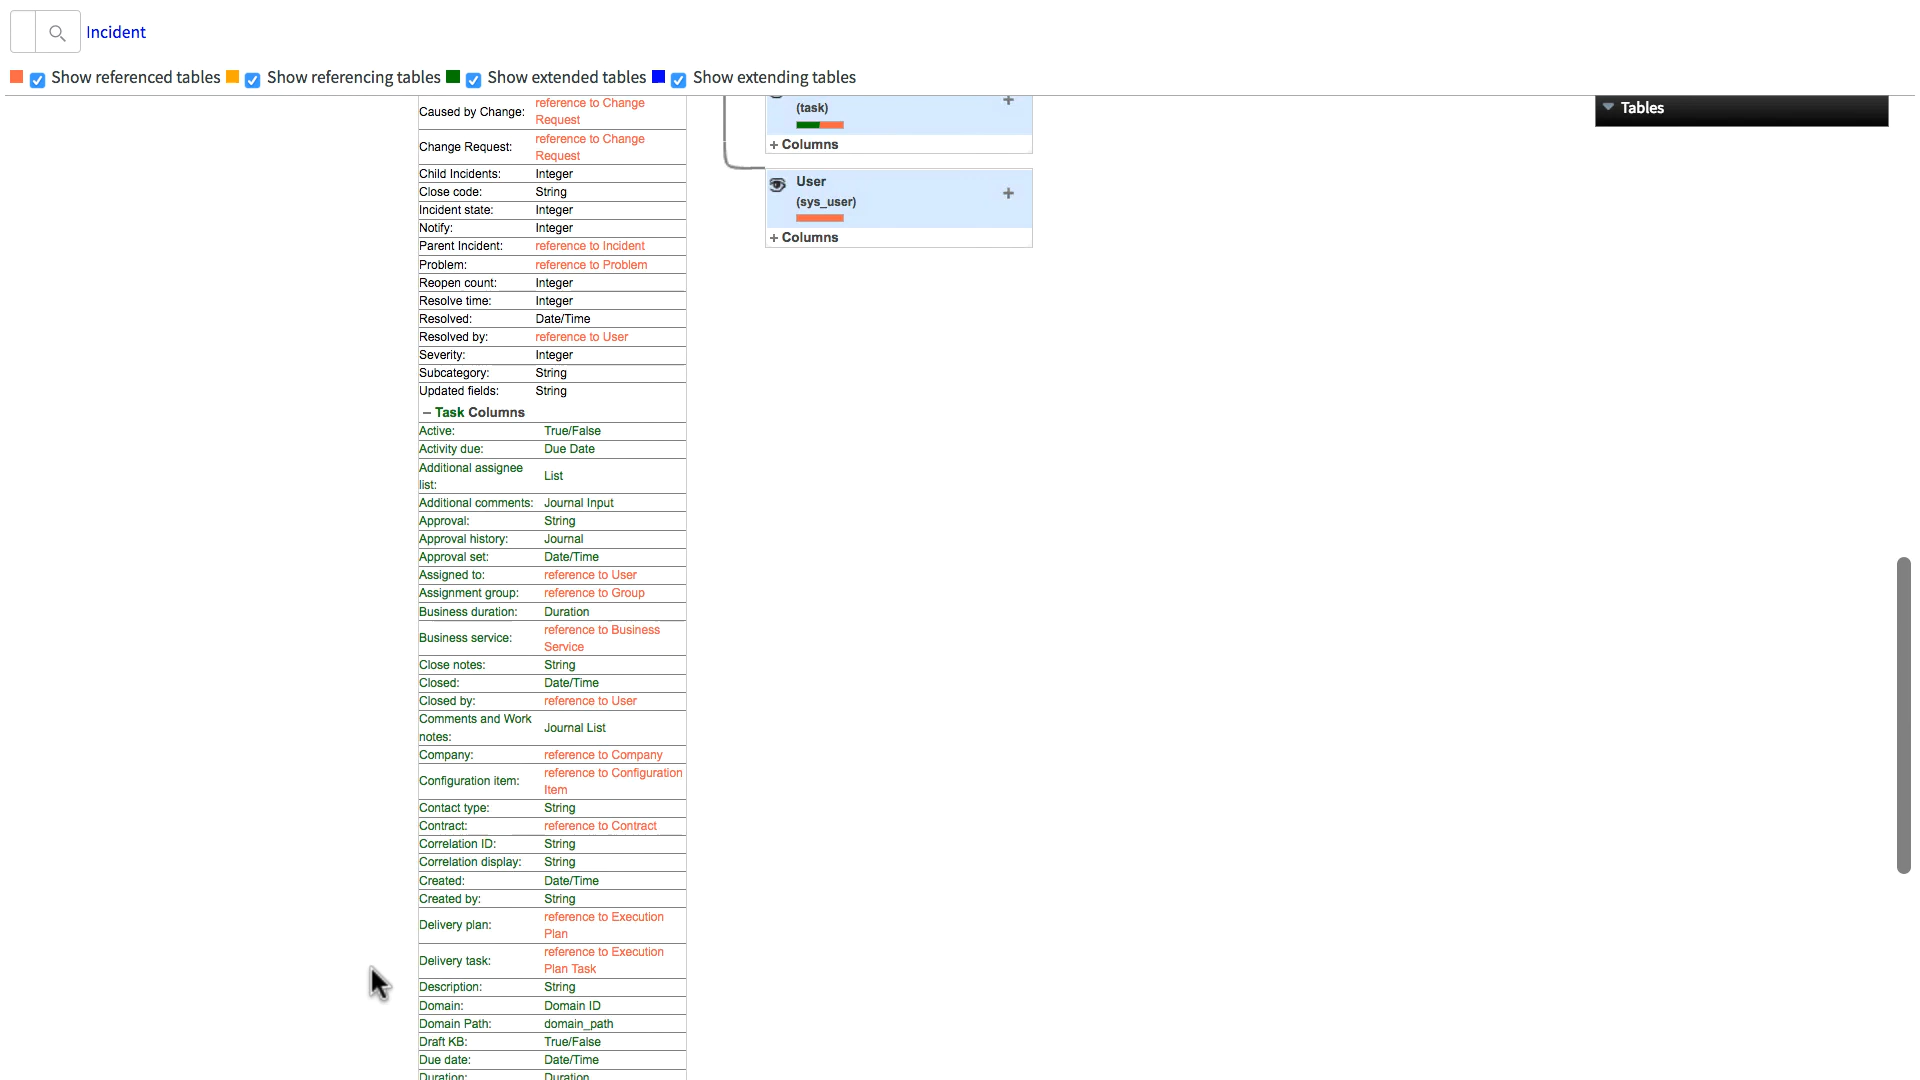 Incident
Show referenced tables Show referencing tables Show extended tables Show extending tables
Caused by Change: reference to Change
Request
Change Request: reference to Change
Request
Child Incidents: Integer
Close code: String
Incident state: Integer
Notify: Integer
Parent Incident: reference to Incident
Problem: reference to Problem
Reopen count: Integer
Resolve time: Integer
Resolved: Date/Time
Resolved by: reference to User
Severity: Integer
Subcategory: String
Updated fields: String
– Task Columns
Active: True/False
Activity due: Due Date
Additional assignee
list: List
Additional comments: Journal Input
Approval: String
Approval history: Journal
Approval set: Date/Time
Assigned to: reference to User
Assignment group: reference to Group
Business duration: Duration
Business service: reference to Business
Service
Close notes: String
Closed: Date/Time
Closed by: reference to User
Comments and Work
notes: Journal List
Company: reference to Company
Configuration item: reference to Configuration
Item
Contact type: String
Contract: reference to Contract
Correlation ID: String
Correlation display: String
Created: Date/Time
Created by: String
Delivery plan: reference to Execution
Plan
Delivery task: reference to Execution
Plan Task
Description: String
Domain: Domain ID
Domain Path: domain_path
Draft KB: True/False
Due date: Date/Time
Duration: Duration
(task)
+
+ Columns
User
(sys_user)
+
+ Columns
Tables